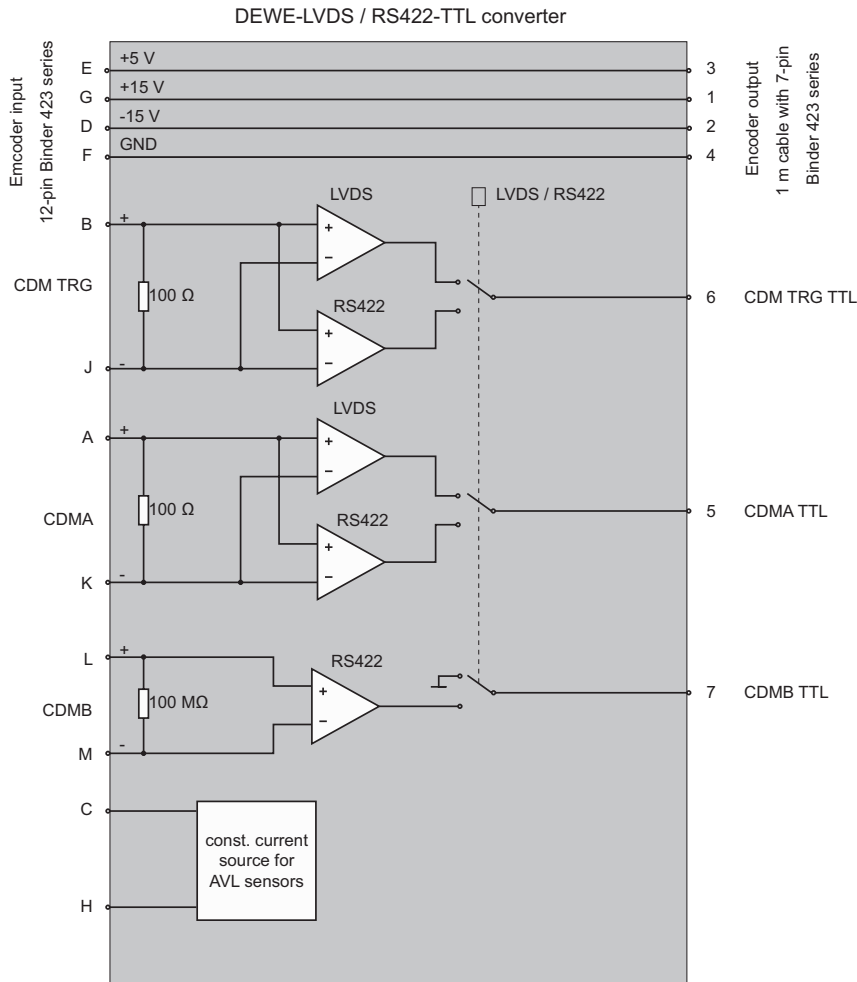 DEWE-LVDS / RS422-TTL converter
Emcoder input
12-pin Binder 423 series
E
+5 V
3
G
+15 V
1
D
-15 V
2
F
GND
4
Encoder output
1 m cable with 7-pin
Binder 423 series
LVDS
LVDS / RS422
B
+
+
-
CDM TRG
100 Ω
RS422
6
CDM TRG TTL
+
-
J
-
LVDS
A
+
+
-
CDMA
100 Ω
RS422
5
CDMA TTL
+
-
K
-
L
+
RS422
CDMB
100 MΩ
+
-
7
CDMB TTL
M
-
C
const. current
source for
AVL sensors
H